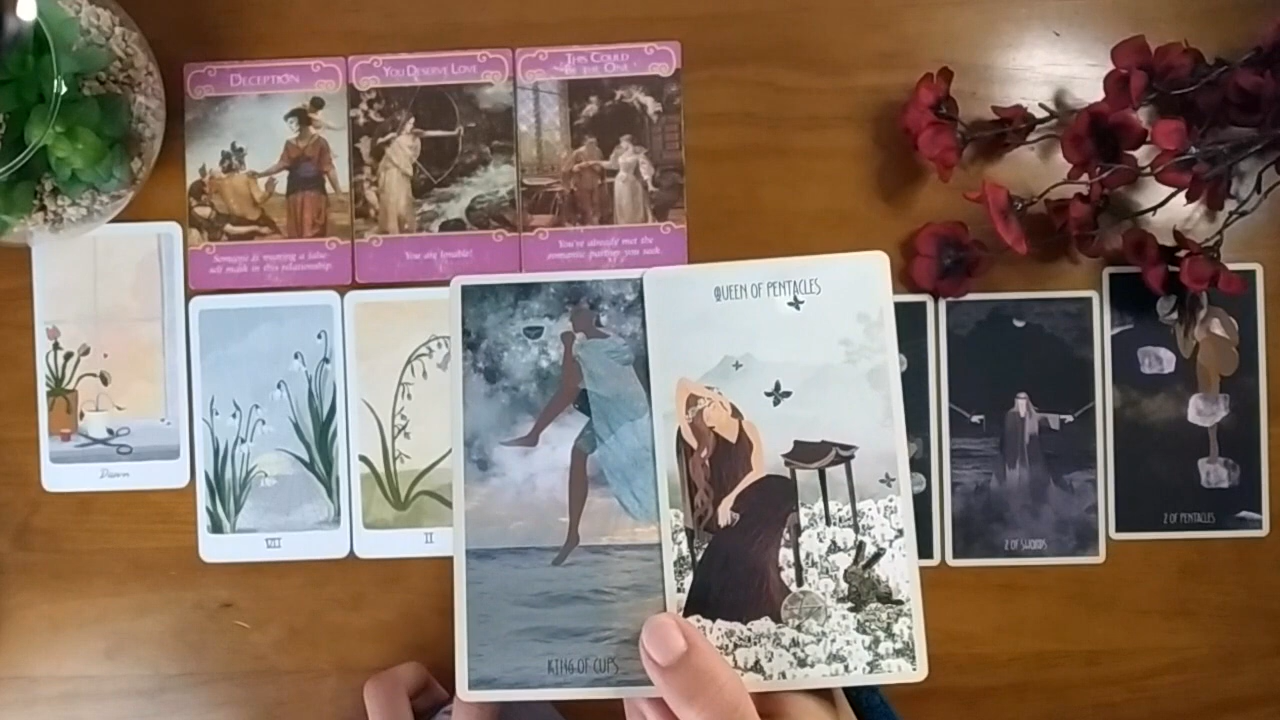 DECEPTION
Someone is wearing a false-
self mask in this relationship.
YOU DESERVE LOVE
You are lovable!
THIS COULD
BE THE ONE
You've already met the
romantic partner you seek.
QUEEN OF PENTACLES
KING OF CUPS
Dawn
VII
II
2 OF SWORDS
2 OF PENTACLES